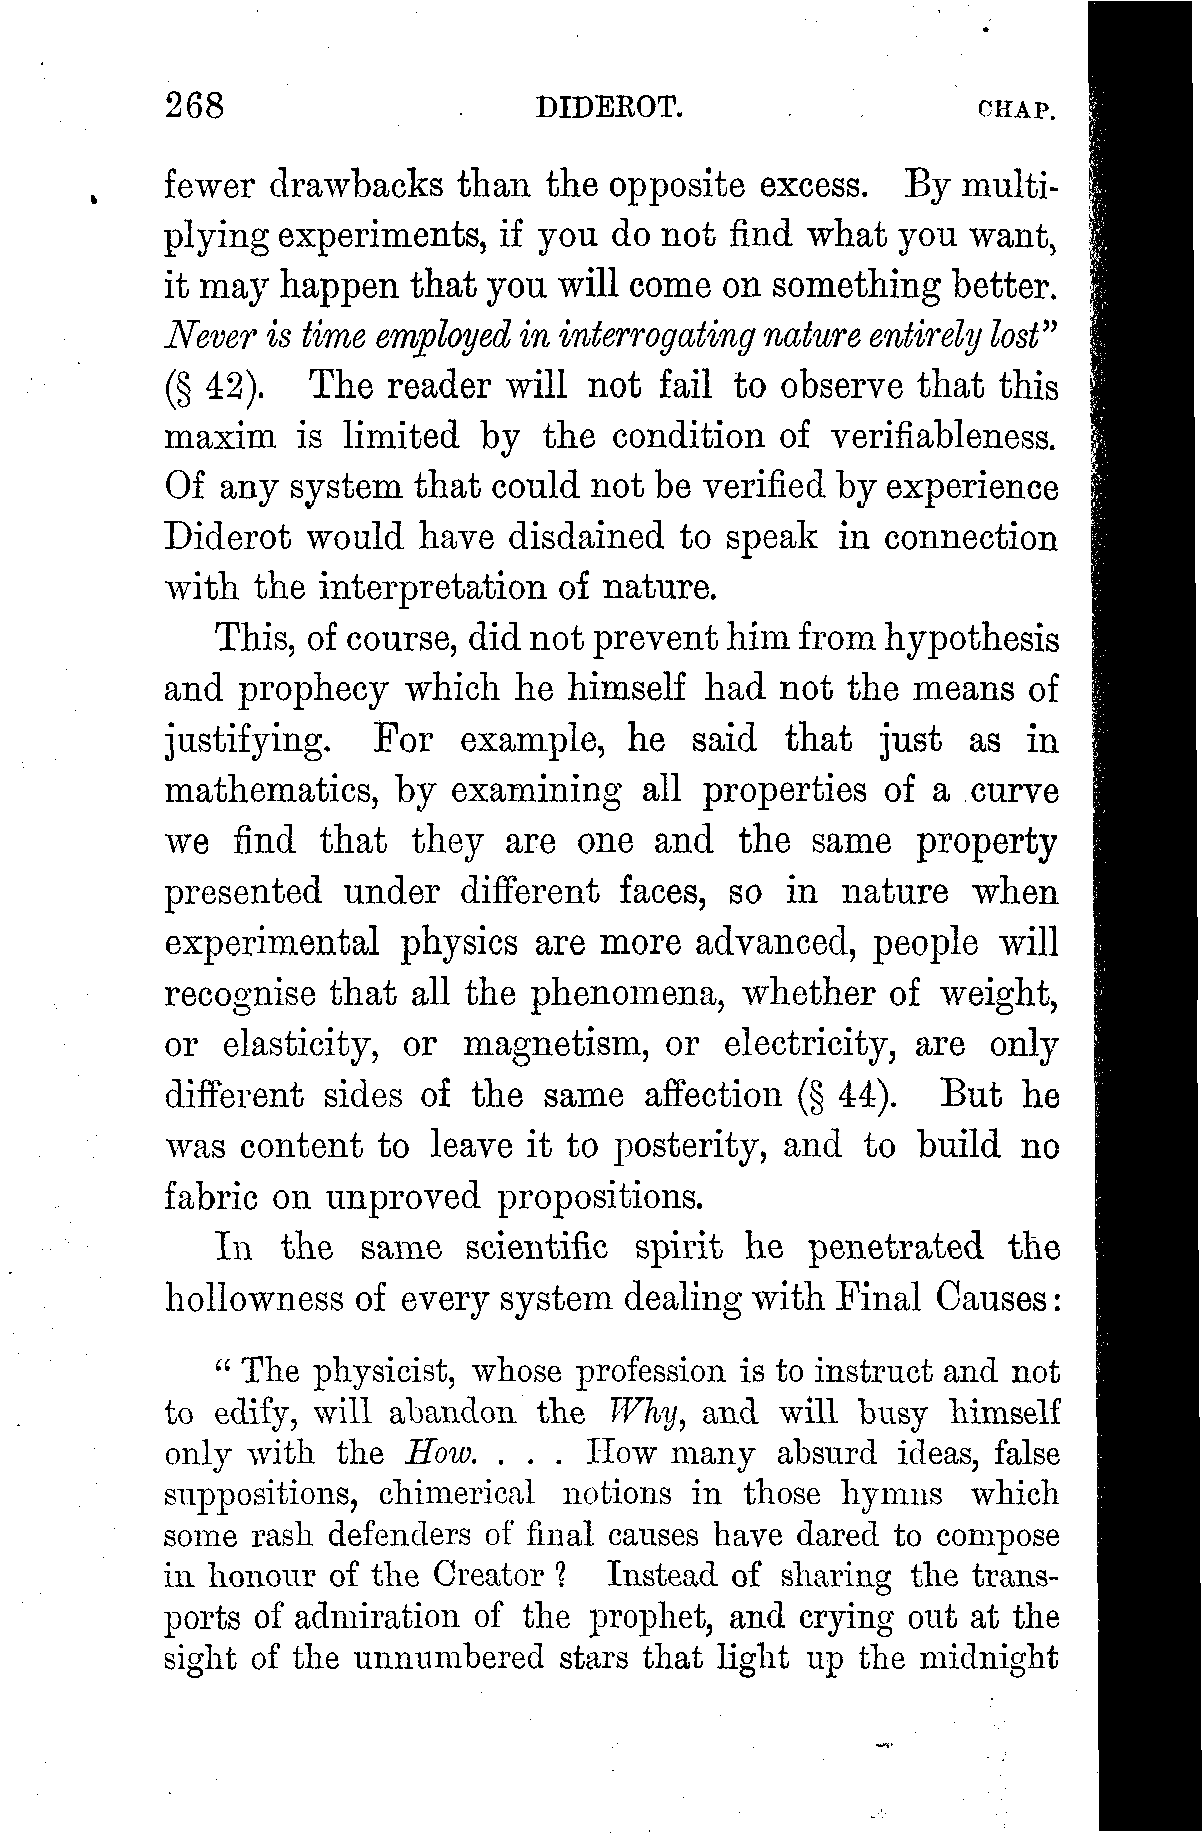 268 DIDEROT. CHAP.
fewer drawbacks than the opposite excess. By multi-
plying experiments, if you do not find what you want,
it may happen that you will come on something better.
Never is time employed in interrogating nature entirely lost"
(§ 42). The reader will not fail to observe that this
maxim is limited by the condition of verifiableness.
Of any system that could not be verified by experience
Diderot would have disdained to speak in connection
with the interpretation of nature.
This, of course, did not prevent him from hypothesis
and prophecy which he himself had not the means of
justifying. For example, he said that just as in
mathematics, by examining all properties of a curve
we find that they are one and the same property
presented under different faces, so in nature when
experimental physics are more advanced, people will
recognise that all the phenomena, whether of weight,
or elasticity, or magnetism, or electricity, are only
different sides of the same affection (§ 44). But he
was content to leave it to posterity, and to build no
fabric on unproved propositions.
In the same scientific spirit he penetrated the
hollowness of every system dealing with Final Causes:
"The physicist, whose profession is to instruct and not
to edify, will abandon the Why, and will busy himself
only with the How. . . . How many absurd ideas, false
suppositions, chimerical notions in those hymns which
some rash defenders of final causes have dared to compose
in honour of the Creator? Instead of sharing the trans-
ports of admiration of the prophet, and crying out at the
sight of the unnumbered stars that light up the midnight